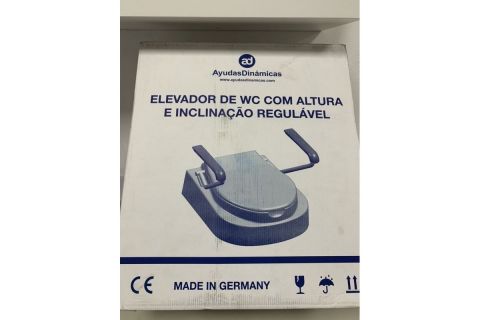 ad
AyudasDinámicas
www.ayudasdinamicas.com
ELEVADOR DE WC COM ALTURA
E INCLINAÇÃO REGULÁVEL
CE MADE IN GERMANY